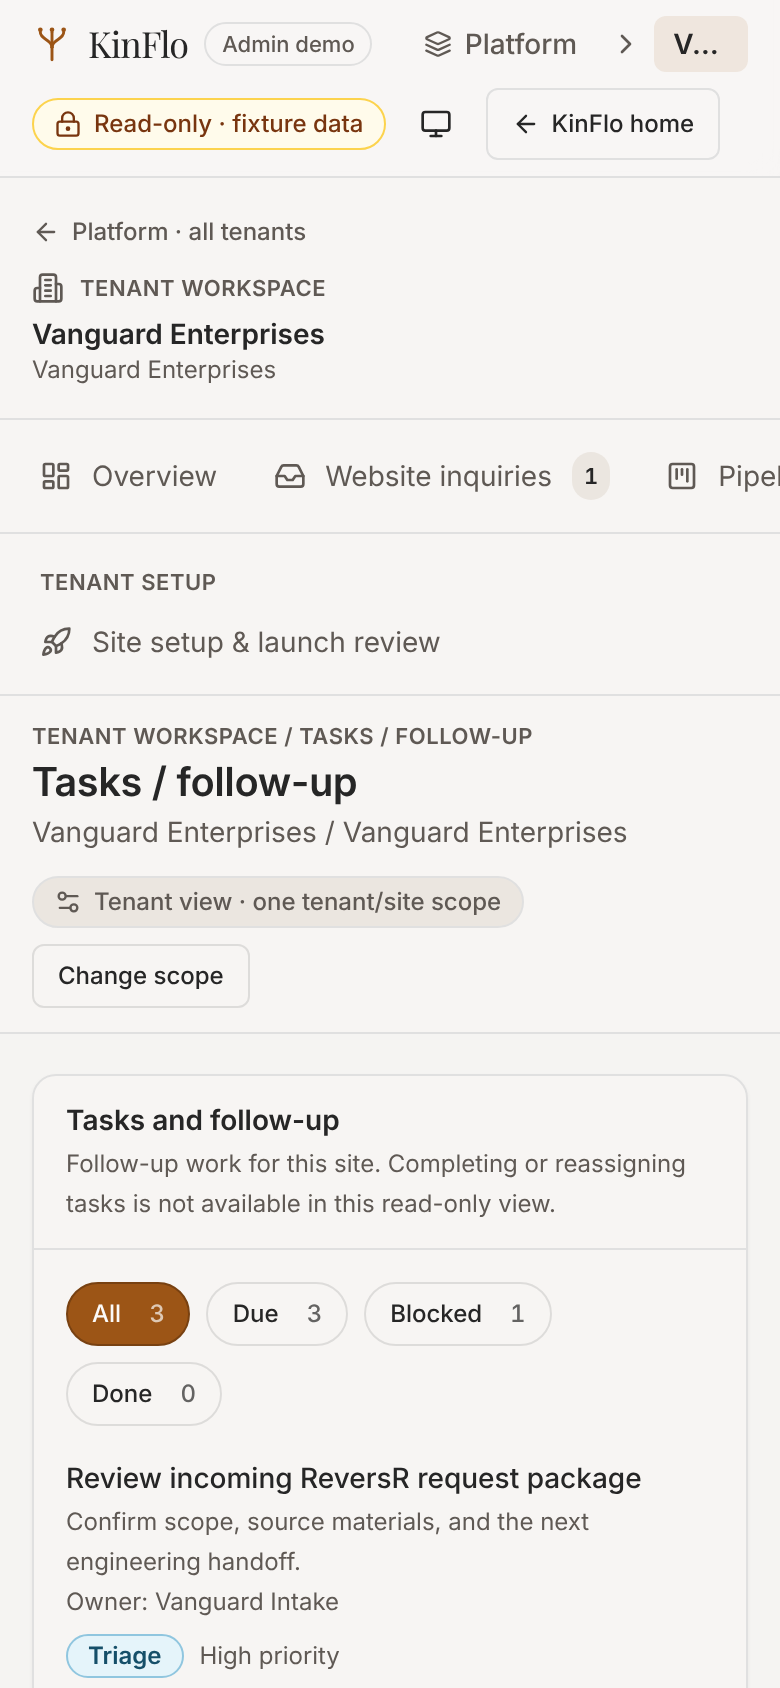 KinFlo Admin demo Platform V...
Read-only · fixture data KinFlo home
Platform · all tenants
TENANT WORKSPACE
Vanguard Enterprises
Vanguard Enterprises
Overview Website inquiries 1 Pipel
TENANT SETUP
Site setup & launch review
TENANT WORKSPACE / TASKS / FOLLOW-UP
Tasks / follow-up
Vanguard Enterprises / Vanguard Enterprises
Tenant view · one tenant/site scope
Change scope
Tasks and follow-up
Follow-up work for this site. Completing or reassigning
tasks is not available in this read-only view.
All 3 Due 3 Blocked 1
Done 0
Review incoming ReversR request package
Confirm scope, source materials, and the next
engineering handoff.
Owner: Vanguard Intake
Triage High priority